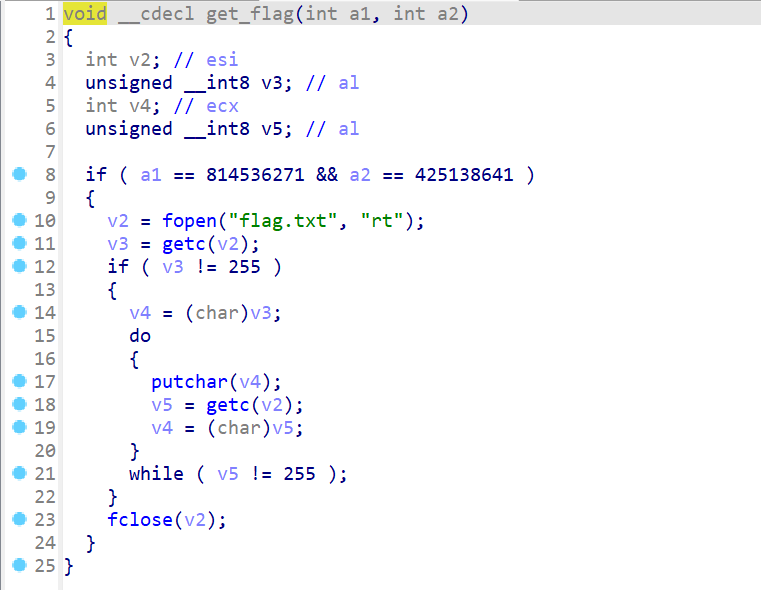 1 void __cdecl get_flag(int a1, int a2)
2 {
3   int v2; // esi
4   unsigned __int8 v3; // al
5   int v4; // ecx
6   unsigned __int8 v5; // al
7
8   if ( a1 == 814536271 && a2 == 425138641 )
9   {
10     v2 = fopen("flag.txt", "rt");
11     v3 = getc(v2);
12     if ( v3 != 255 )
13     {
14       v4 = (char)v3;
15       do
16       {
17         putchar(v4);
18         v5 = getc(v2);
19         v4 = (char)v5;
20       }
21       while ( v5 != 255 );
22     }
23     fclose(v2);
24   }
25 }